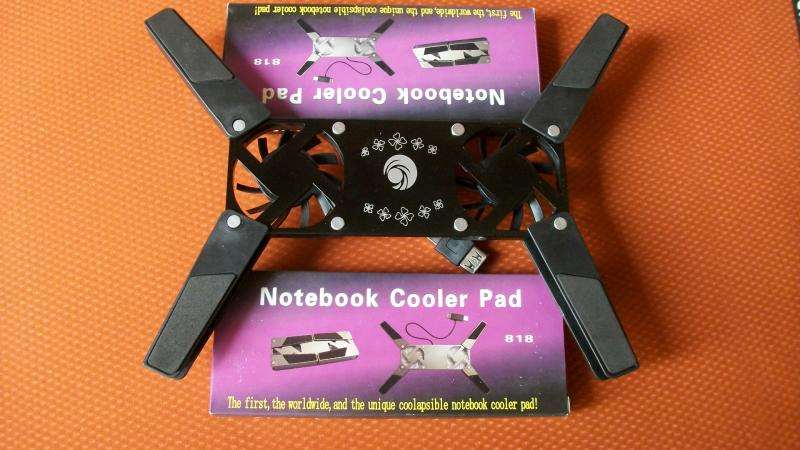 The first, the worldwide, and the unique coolapsible notebook cooler pad!
818
Notebook Cooler Pad
Notebook Cooler Pad
818
The first, the worldwide, and the unique coolapsible notebook cooler pad!